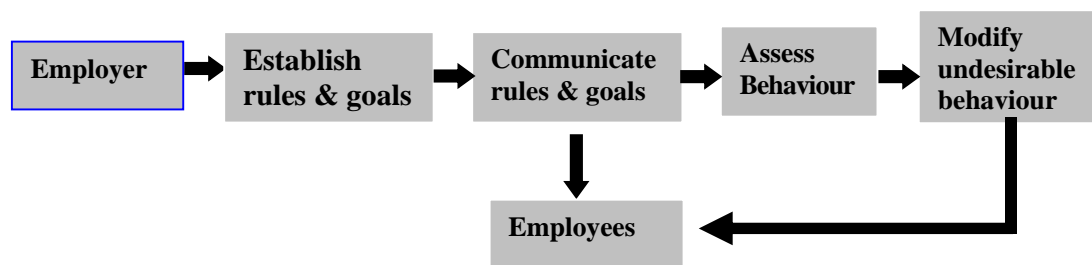 Employer
Establish
rules & goals
Communicate
rules & goals
Assess
Behaviour
Modify
undesirable
behaviour
Employees